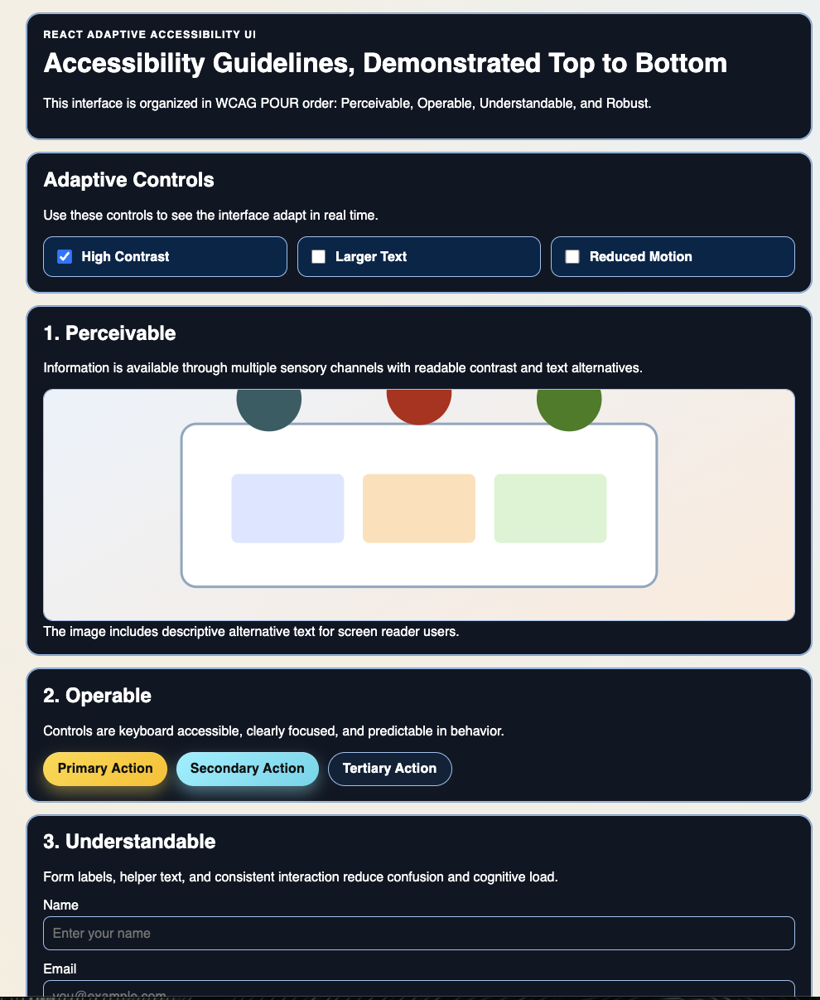 REACT ADAPTIVE ACCESSIBILITY UI
Accessibility Guidelines, Demonstrated Top to Bottom
This interface is organized in WCAG POUR order: Perceivable, Operable, Understandable, and Robust.
Adaptive Controls
Use these controls to see the interface adapt in real time.
High Contrast
Larger Text
Reduced Motion
1. Perceivable
Information is available through multiple sensory channels with readable contrast and text alternatives.
The image includes descriptive alternative text for screen reader users.
2. Operable
Controls are keyboard accessible, clearly focused, and predictable in behavior.
Primary Action
Secondary Action
Tertiary Action
3. Understandable
Form labels, helper text, and consistent interaction reduce confusion and cognitive load.
Name
Enter your name
Email
you@example.com